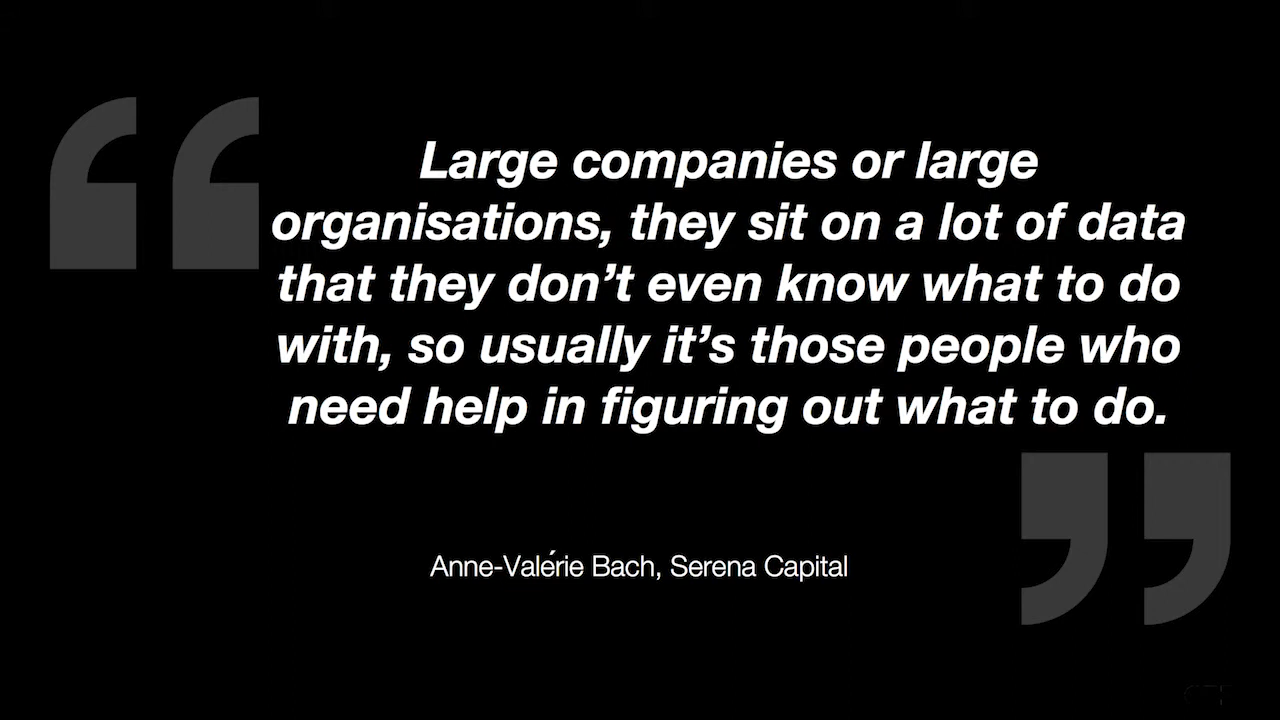 Large companies or large
organisations, they sit on a lot of data
that they don’t even know what to do
with, so usually it’s those people who
need help in figuring out what to do.
Anne-Valérie Bach, Serena Capital